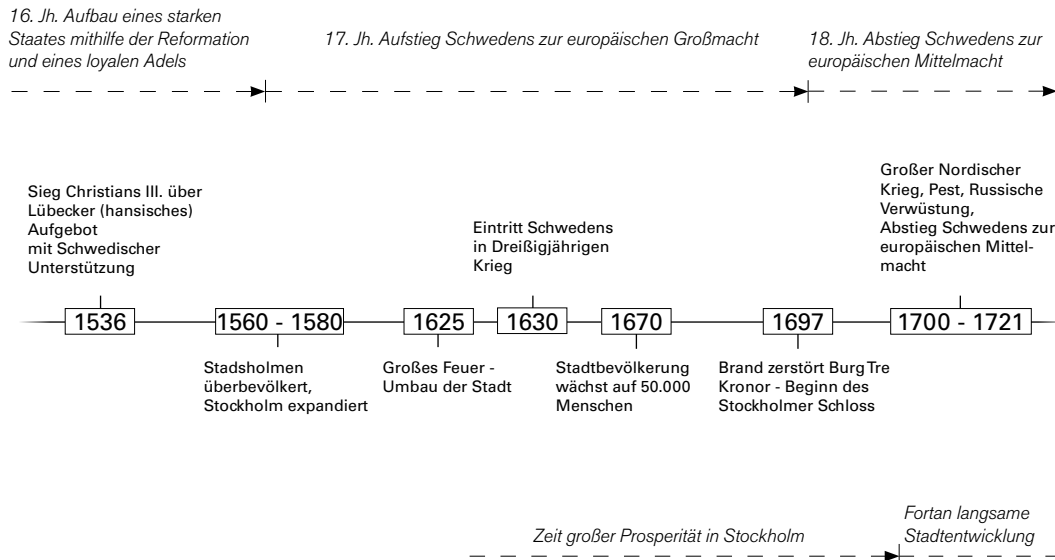 16. Jh. Aufbau eines starken
Staates mithilfe der Reformation
und eines loyalen Adels
17. Jh. Aufstieg Schwedens zur europäischen Großmacht
18. Jh. Abstieg Schwedens zur
europäischen Mittelmacht
Sieg Christians III. über
Lübecker (hansisches)
Aufgebot
mit Schwedischer
Unterstützung
Eintritt Schwedens
in Dreißigjährigen
Krieg
Großer Nordischer
Krieg, Pest, Russische
Verwüstung,
Abstieg Schwedens zur
europäischen Mittel-
macht
1536
1560 - 1580
1625
1630
1670
1697
1700 - 1721
Stadsholmen
überbevölkert,
Stockholm expandiert
Großes Feuer -
Umbau der Stadt
Stadtbevölkerung
wächst auf 50.000
Menschen
Brand zerstört Burg Tre
Kronor - Beginn des
Stockholmer Schloss
Zeit großer Prosperität in Stockholm
Fortan langsame
Stadtentwicklung